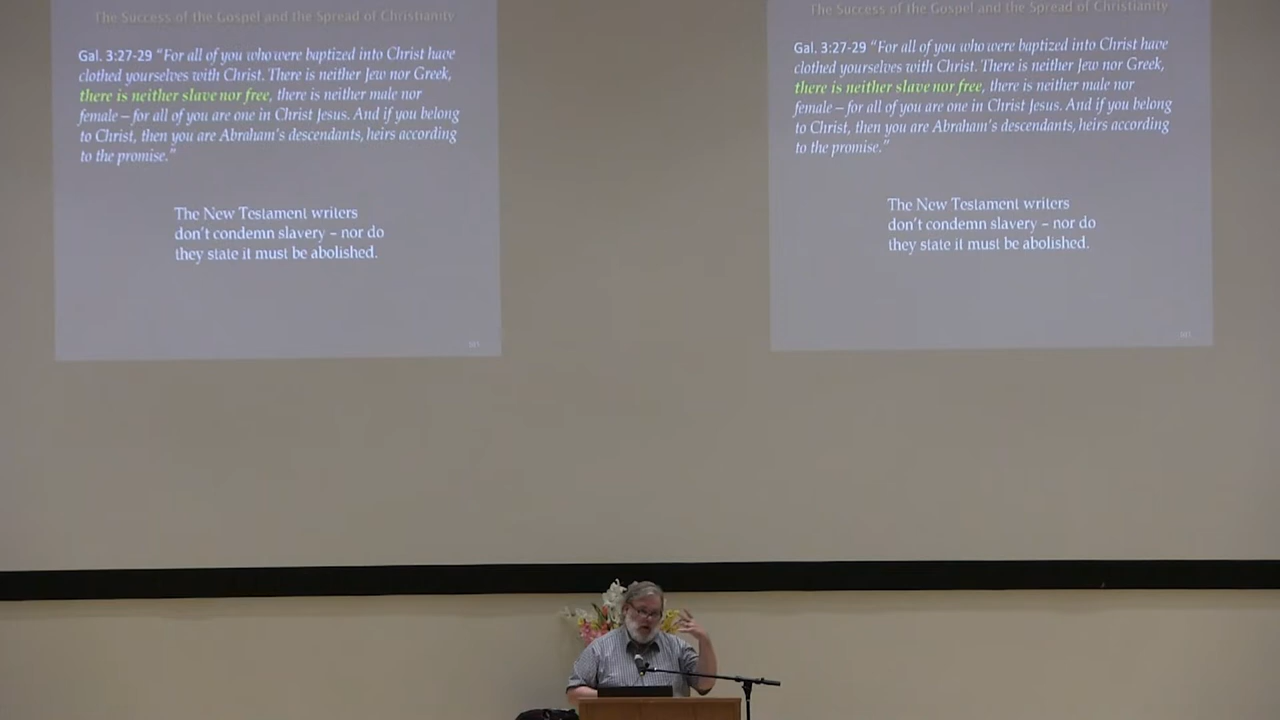 The Success of the Gospel and the Spread of Christianity
Gal. 3:27-29 “For all of you who were baptized into Christ have
clothed yourselves with Christ. There is neither Jew nor Greek,
there is neither slave nor free, there is neither male nor
female – for all of you are one in Christ Jesus. And if you belong
to Christ, then you are Abraham's descendants, heirs according
to the promise.”
The New Testament writers
don't condemn slavery – nor do
they state it must be abolished.
The Success of the Gospel and the Spread of Christianity
Gal. 3:27-29 “For all of you who were baptized into Christ have
clothed yourselves with Christ. There is neither Jew nor Greek,
there is neither slave nor free, there is neither male nor
female – for all of you are one in Christ Jesus. And if you belong
to Christ, then you are Abraham's descendants, heirs according
to the promise.”
The New Testament writers
don't condemn slavery – nor do
they state it must be abolished.